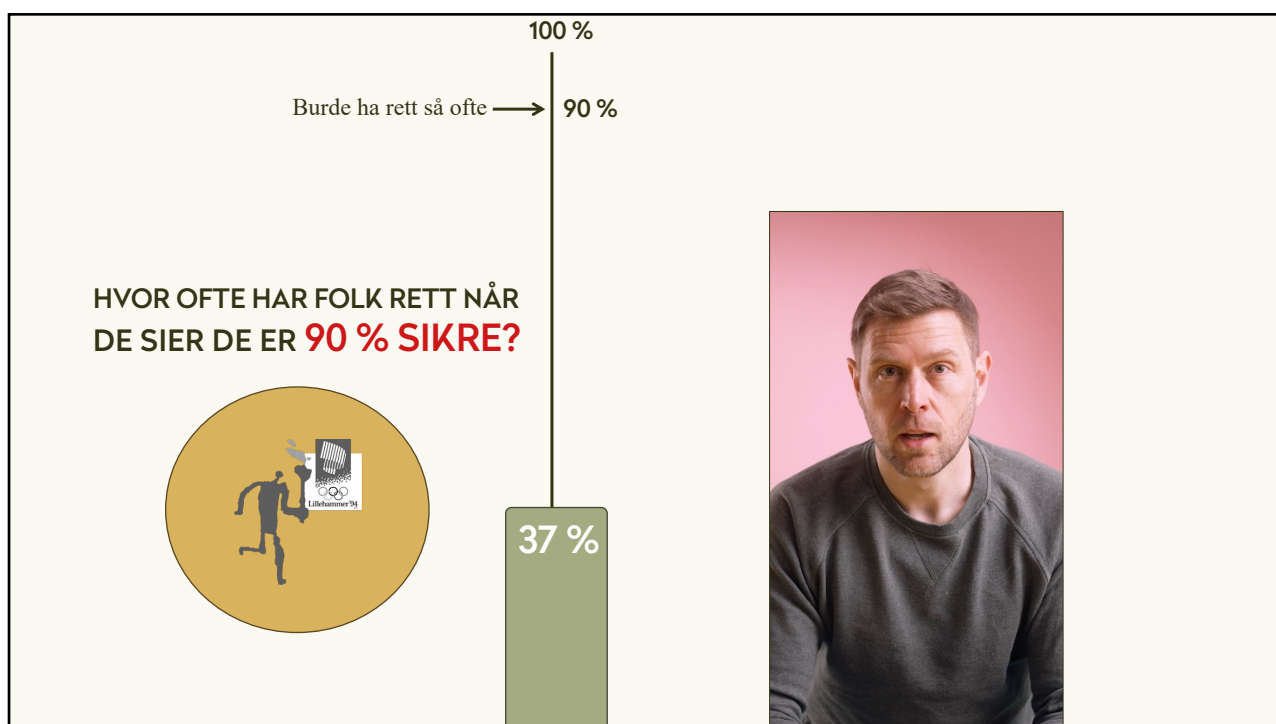 100 %
Burde ha rett så ofte
90 %
HVOR OFTE HAR FOLK RETT NÅR
DE SIER DE ER 90 % SIKRE?
Lillehammer'94
37 %